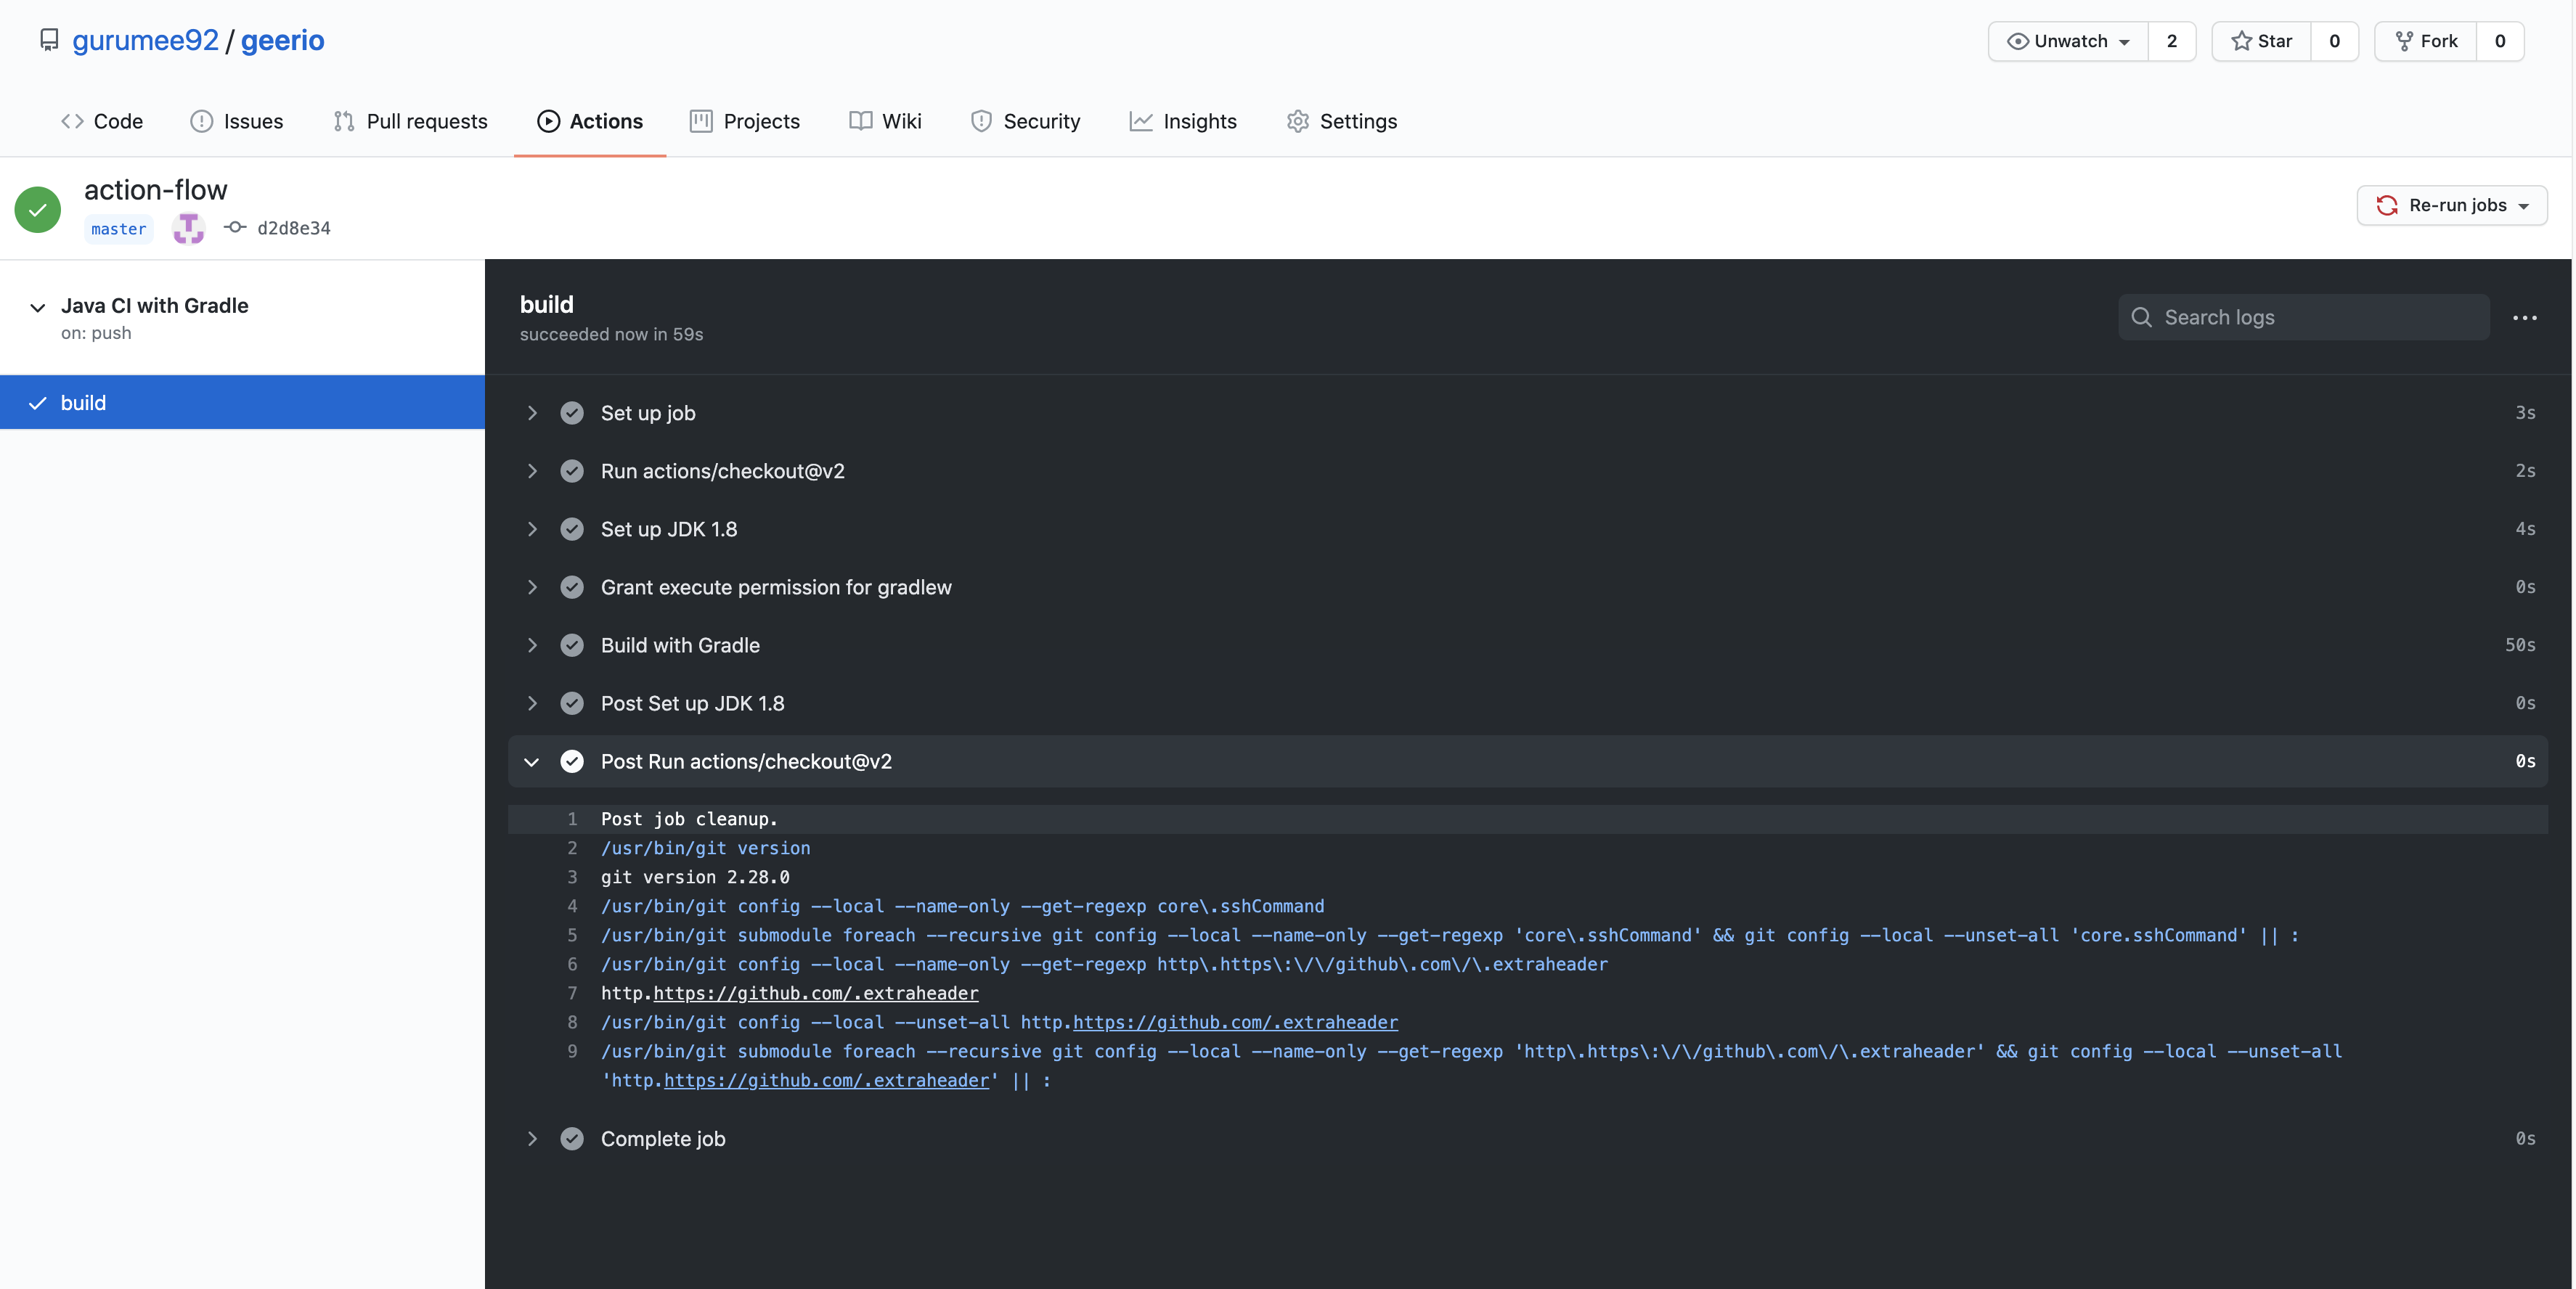 gurumee92 / geerio
Unwatch 2 Star 0 Fork 0
Code Issues Pull requests Actions Projects Wiki Security Insights Settings
action-flow
master d2d8e34
Re-run jobs
Java CI with Gradle
on: push
build
build
succeeded now in 59s
Search logs
Set up job 3s
Run actions/checkout@v2 2s
Set up JDK 1.8 4s
Grant execute permission for gradlew 0s
Build with Gradle 50s
Post Set up JDK 1.8 0s
Post Run actions/checkout@v2 0s
1 Post job cleanup.
2 /usr/bin/git version
3 git version 2.28.0
4 /usr/bin/git config --local --name-only --get-regexp core\.sshCommand
5 /usr/bin/git submodule foreach --recursive git config --local --name-only --get-regexp 'core\.sshCommand' && git config --local --unset-all 'core.sshCommand' || :
6 /usr/bin/git config --local --name-only --get-regexp http\.https\:\/\/github\.com\/\.extraheader
7 http.https://github.com/.extraheader
8 /usr/bin/git config --local --unset-all http.https://github.com/.extraheader
9 /usr/bin/git submodule foreach --recursive git config --local --name-only --get-regexp 'http\.https\:\/\/github\.com\/\.extraheader' && git config --local --unset-all
'http.https://github.com/.extraheader' || :
Complete job 0s